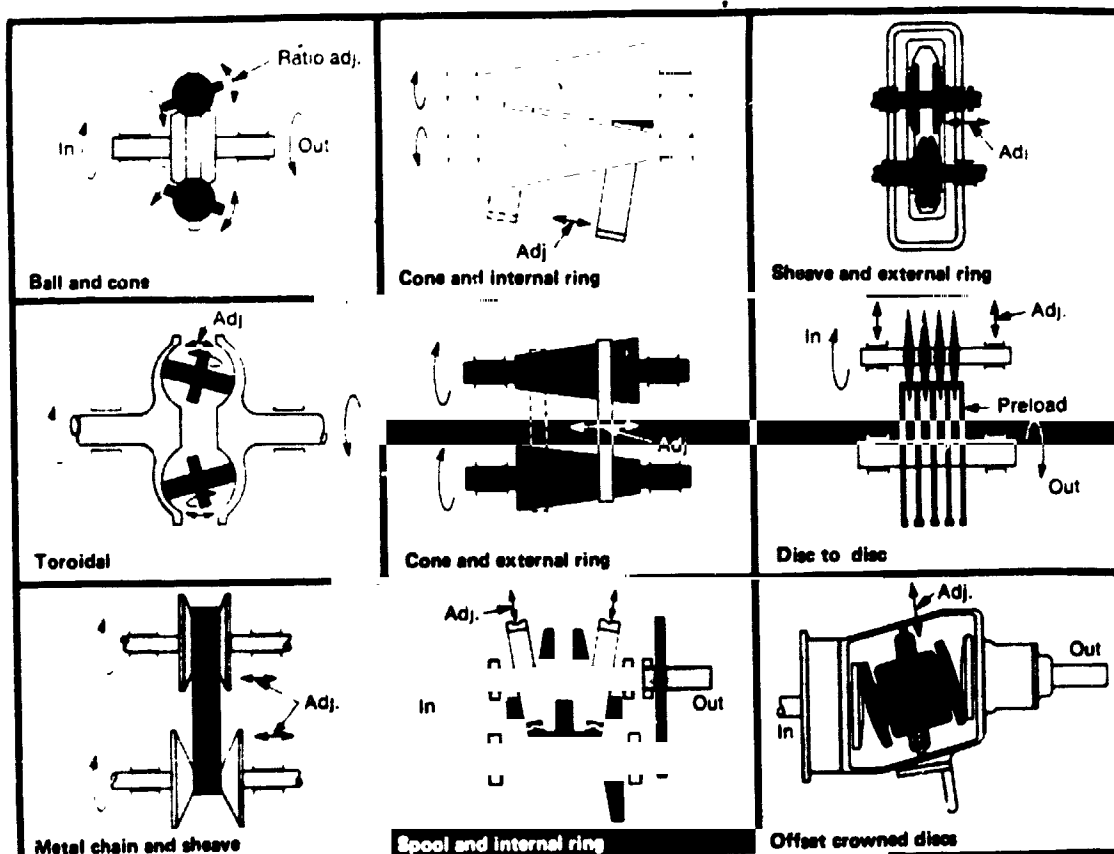 Ratio adj.
In
Out
Ball and cone
Adj
Cone and internal ring
Adj
Sheave and external ring
Adj
Toroidal
Adj
Cone and external ring
Adj.
In
Preload
Out
Disc to disc
Adj.
Metal chain and sheave
Adj.
In
Out
Spool and internal ring
Adj.
Out
In
Offset crowned discs